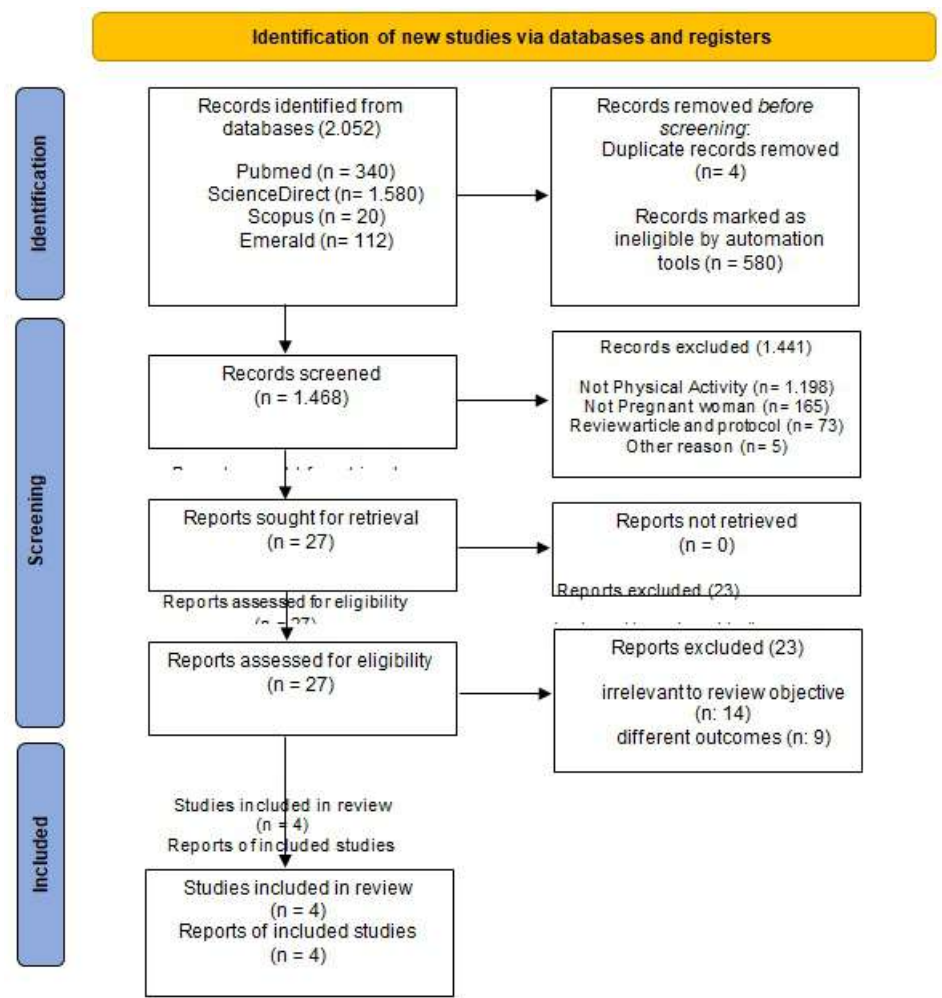 Identification of new studies via databases and registers
Identification
Records identified from
databases (2.052)
Pubmed (n = 340)
ScienceDirect (n= 1.580)
Scopus (n = 20)
Emerald (n= 112)
Records removed before
screening:
Duplicate records removed
(n= 4)
Records marked as
ineligible by automation
tools (n = 580)
Screening
Records screened
(n = 1.468)
Records excluded (1.441)
Not Physical Activity (n= 1.198)
Not Pregnant woman (n= 165)
Reviewarticle and protocol (n= 73)
Other reason (n= 5)
Reports sought for retrieval
(n = 27)
Reports not retrieved
(n = 0)
Reports assessed for eligibility
(n = 27)
Reports excluded (23)
Reports assessed for eligibility
(n = 27)
Reports excluded (23)
irrelevant to review objective
(n: 14)
different outcomes (n: 9)
Included
Studies included in review
(n = 4)
Reports of included studies
Studies included in review
(n = 4)
Reports of included studies
(n = 4)